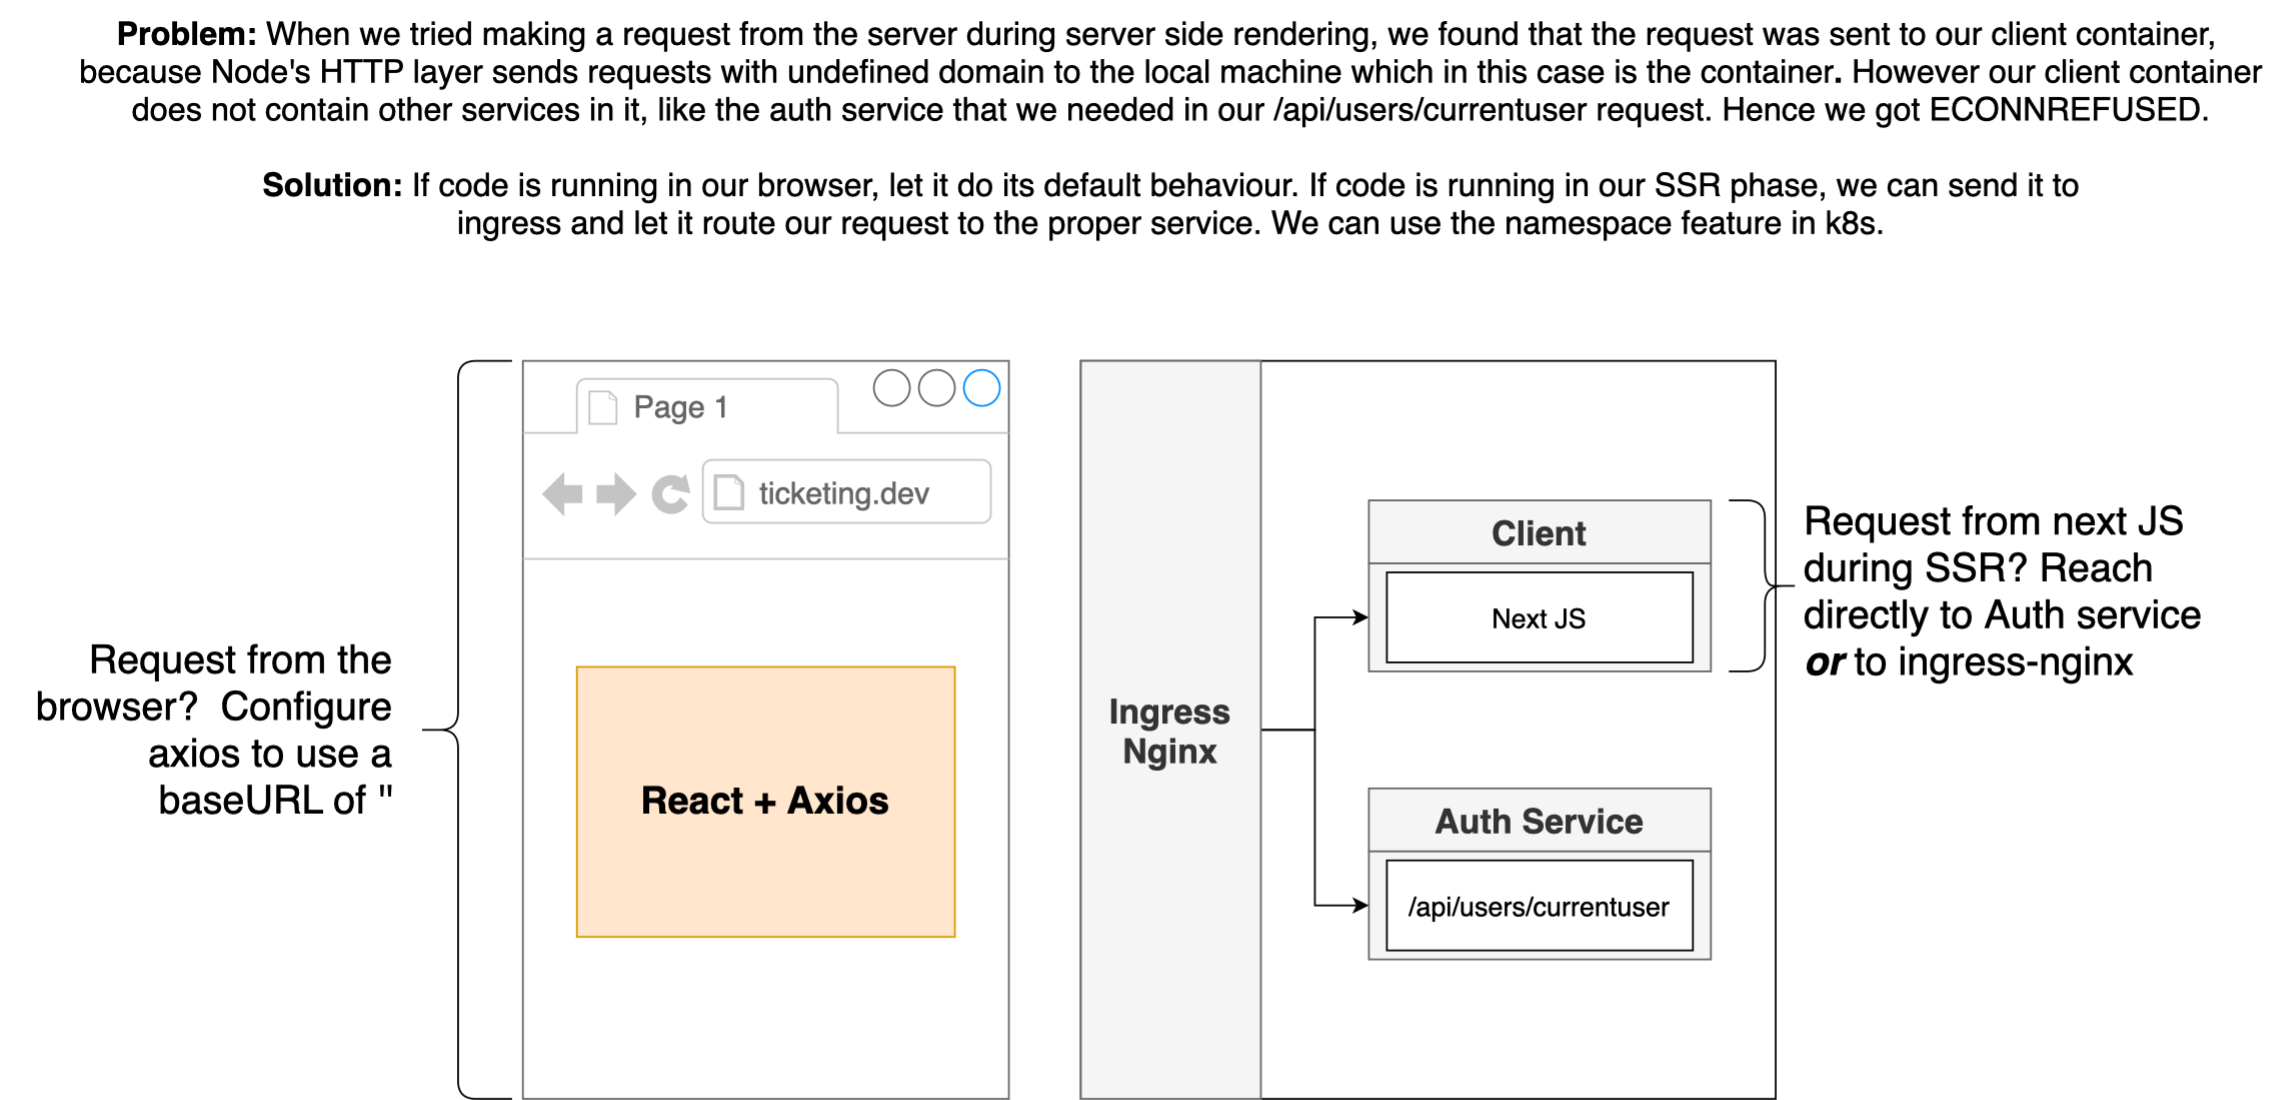 Problem: When we tried making a request from the server during server side rendering, we found that the request was sent to our client container,
because Node's HTTP layer sends requests with undefined domain to the local machine which in this case is the container. However our client container
does not contain other services in it, like the auth service that we needed in our /api/users/currentuser request. Hence we got ECONNREFUSED.
Solution: If code is running in our browser, let it do its default behaviour. If code is running in our SSR phase, we can send it to
ingress and let it route our request to the proper service. We can use the namespace feature in k8s.
Request from the
browser?  Configure
axios to use a
baseURL of "
Page 1
ticketing.dev
React + Axios
Ingress
Nginx
Client
Next JS
Auth Service
/api/users/currentuser
Request from next JS
during SSR? Reach
directly to Auth service
or to ingress-nginx